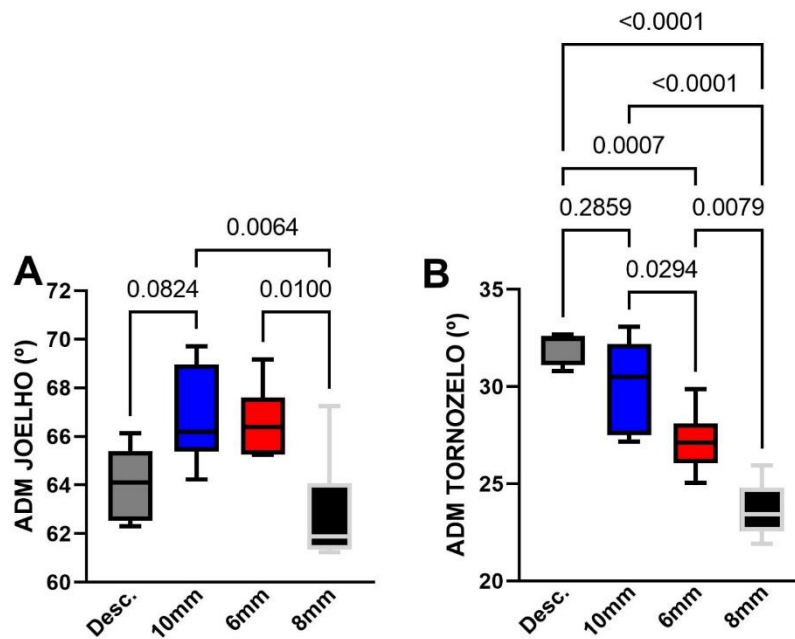 A
0.0064
0.0824
0.0100
ADM JOELHO (º)
72
70
68
66
64
62
60
Desc.
10mm
6mm
8mm
B
<0.0001
<0.0001
0.0007
0.2859
0.0079
0.0294
ADM TORNOZELO (º)
35
30
25
20
Desc.
10mm
6mm
8mm